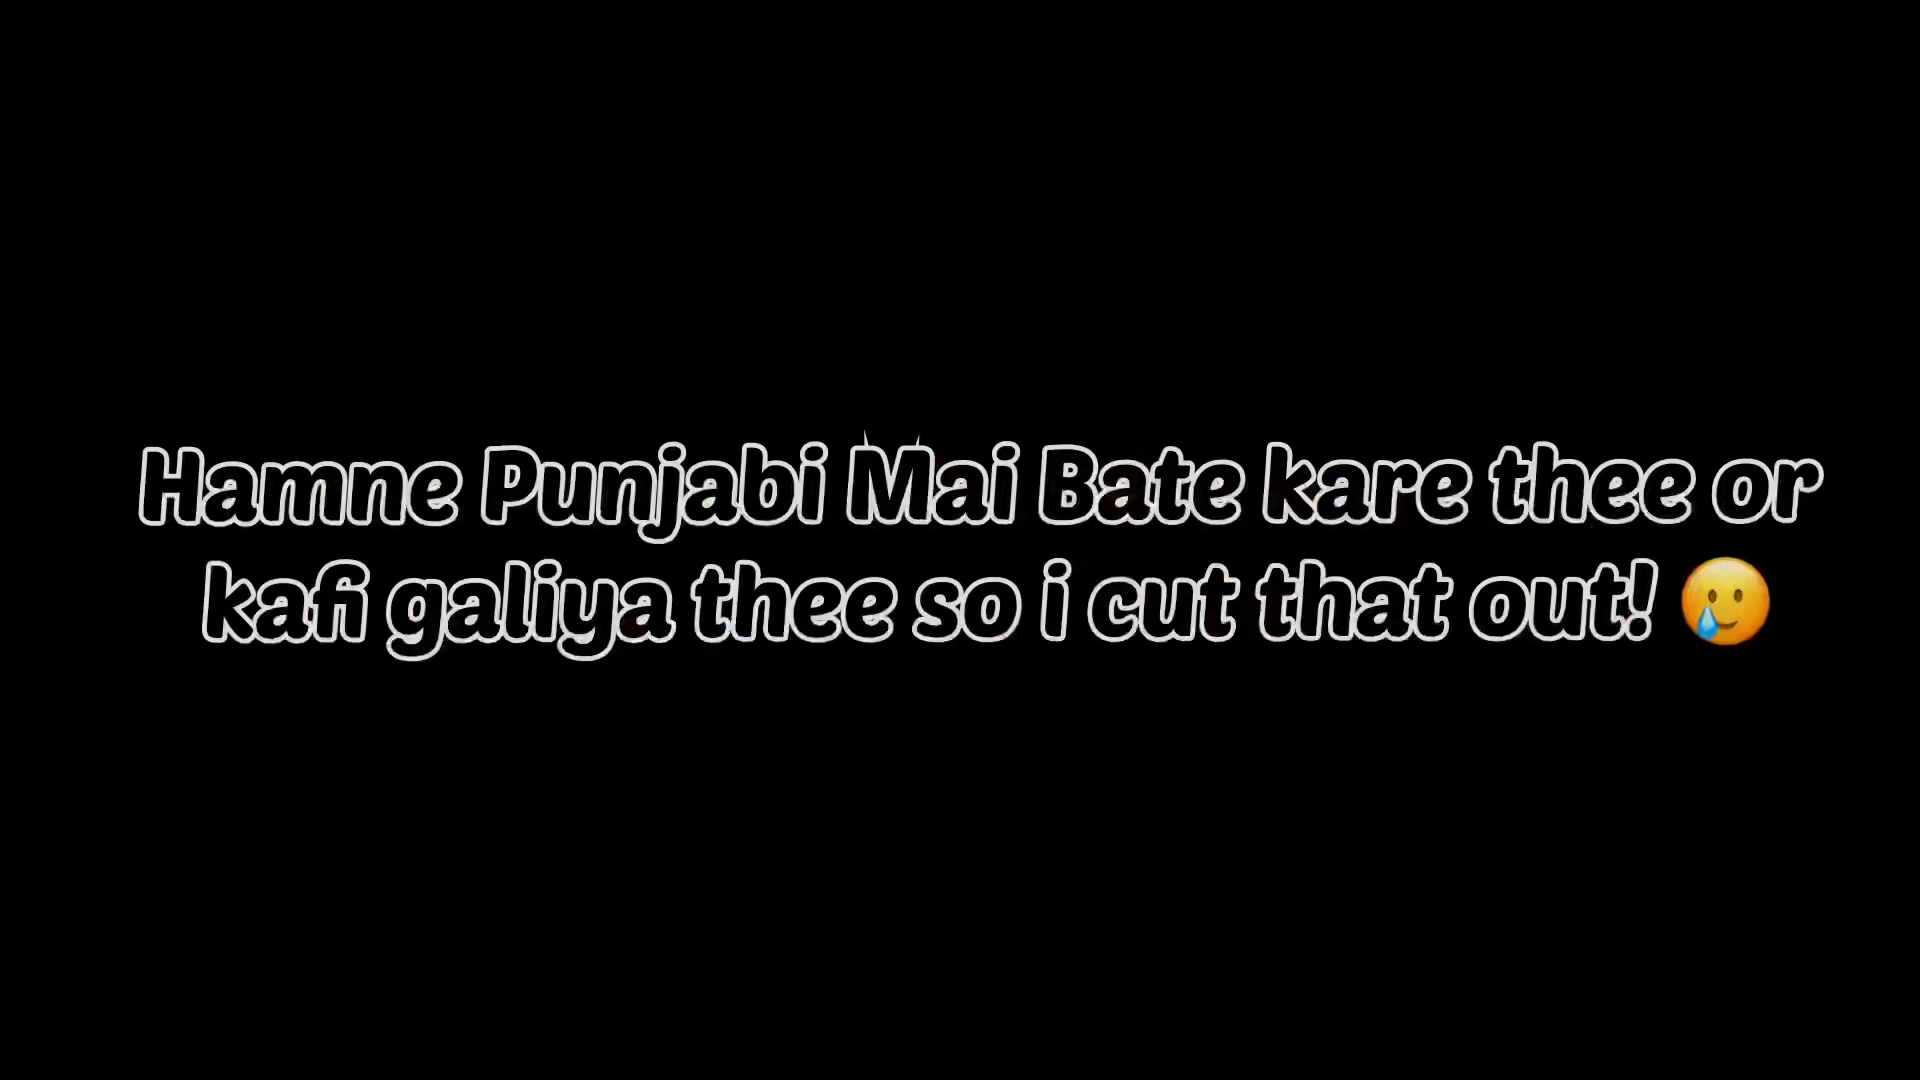 Hamne Punjabi Mai Bate kare thee or
kafi galiya thee so i cut that out! 🥲